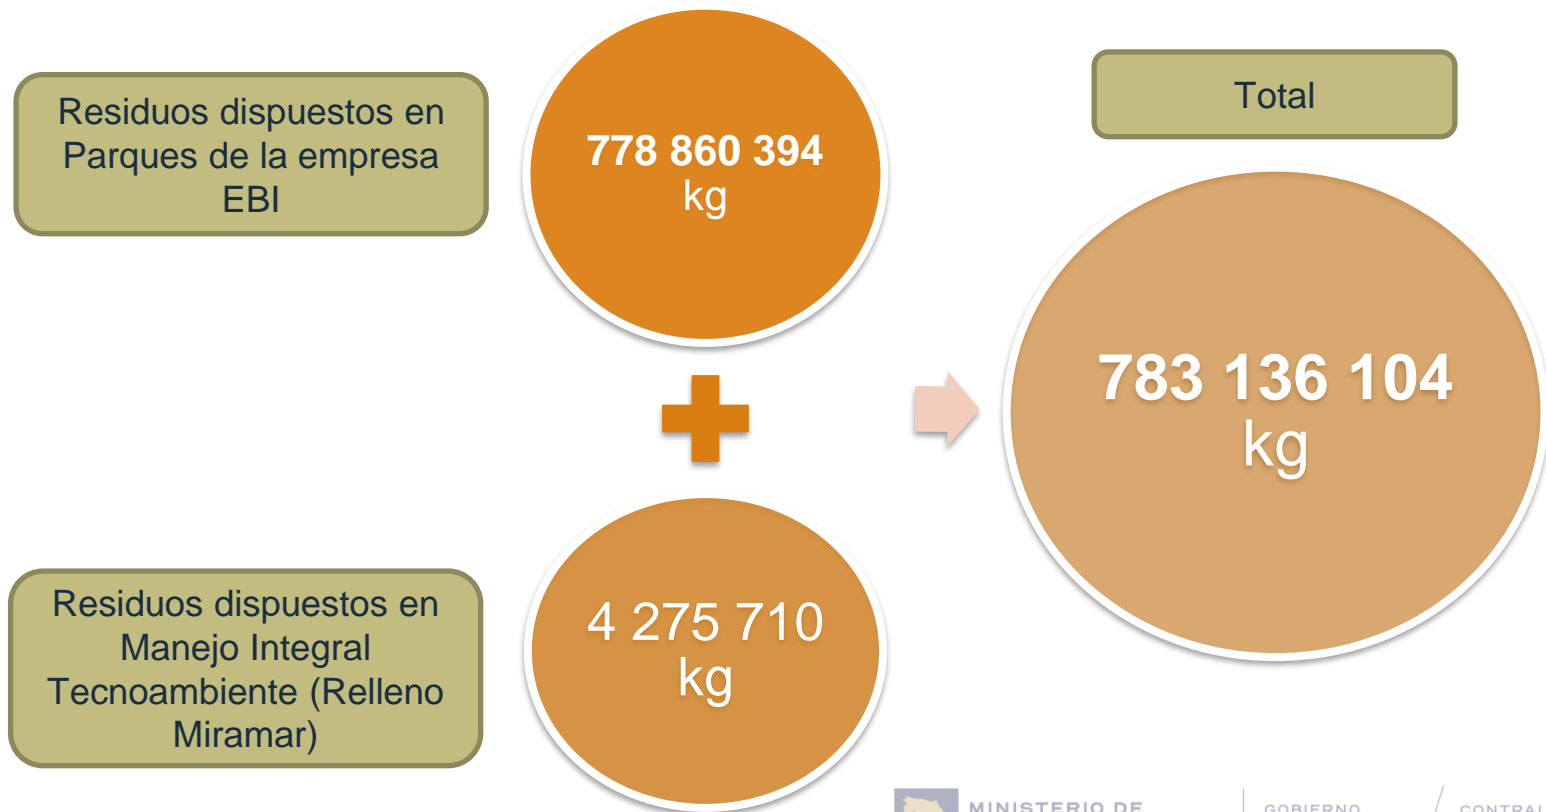 Residuos dispuestos en
Parques de la empresa
EBI
778 860 394
kg
Residuos dispuestos en
Manejo Integral
Tecnoambiente (Relleno
Miramar)
4 275 710
kg
Total
783 136 104
kg
MINISTERIO DE
GOBIERNO